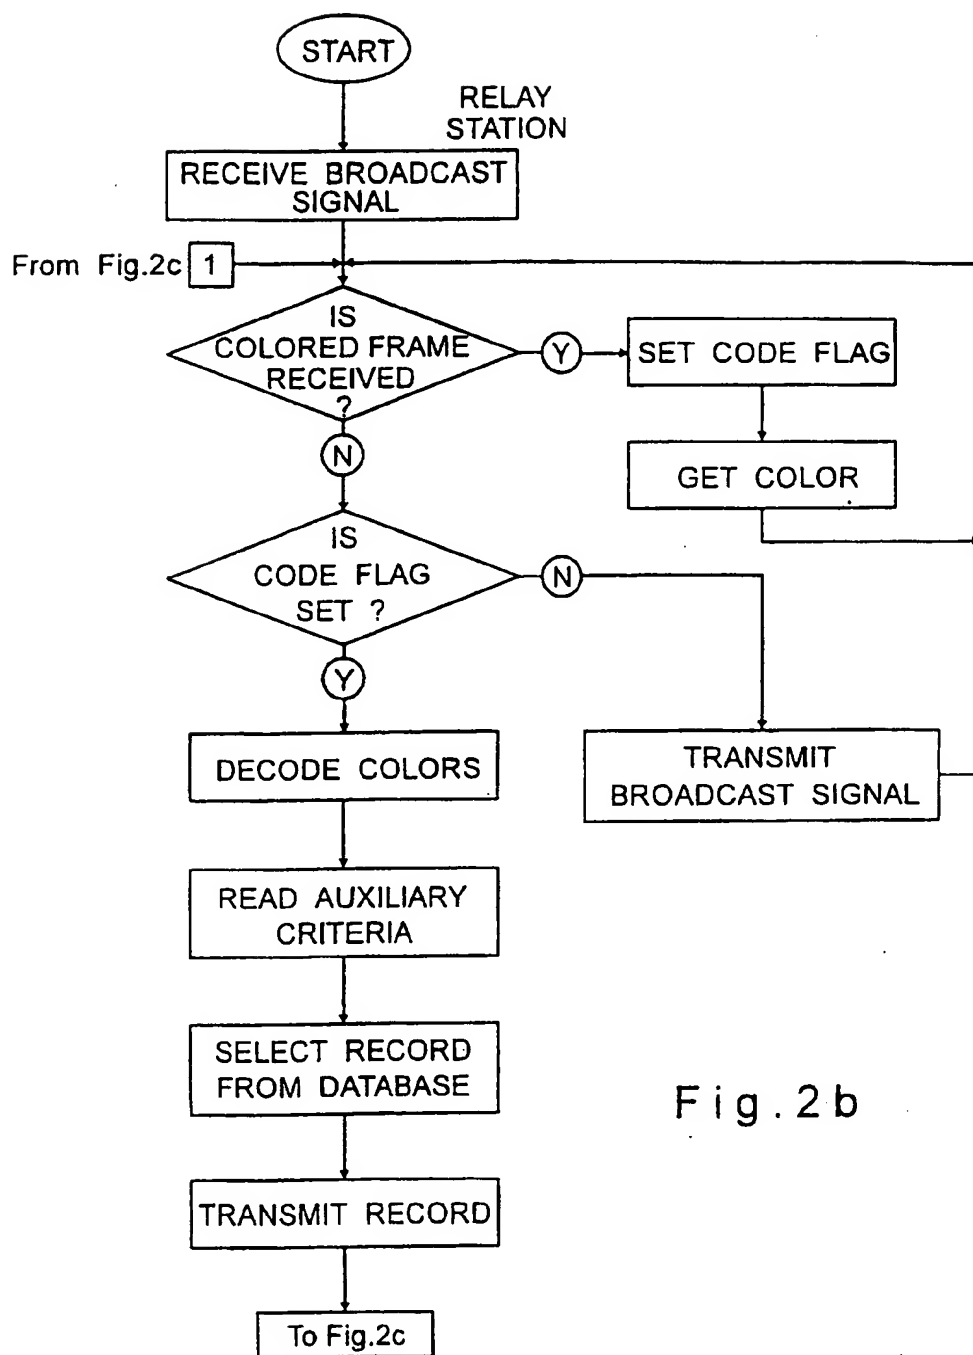 START
RELAY
STATION
RECEIVE BROADCAST
SIGNAL
From Fig.2c 1
IS
COLORED FRAME
RECEIVED
?
Y
SET CODE FLAG
N
GET COLOR
IS
CODE FLAG
SET ?
N
Y
DECODE COLORS
TRANSMIT
BROADCAST SIGNAL
READ AUXILIARY
CRITERIA
SELECT RECORD
FROM DATABASE
Fig.2b
TRANSMIT RECORD
To Fig.2c